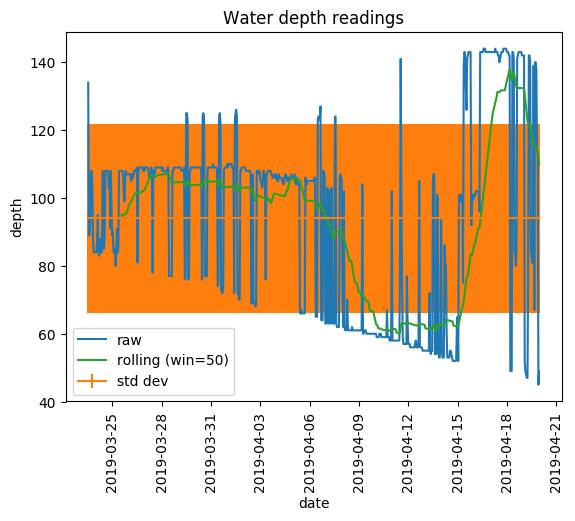 Water depth readings
140
120
100
80
60
40
depth
raw
rolling (win=50)
std dev
2019-03-25
2019-03-28
2019-03-31
2019-04-03
2019-04-06
2019-04-09
2019-04-12
2019-04-15
2019-04-18
2019-04-21
date